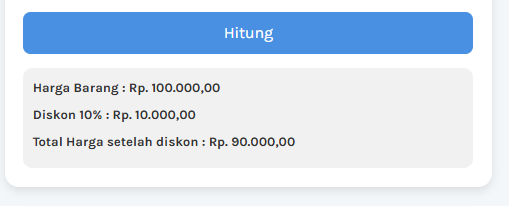 Hitung
Harga Barang : Rp. 100.000,00
Diskon 10% : Rp. 10.000,00
Total Harga setelah diskon : Rp. 90.000,00